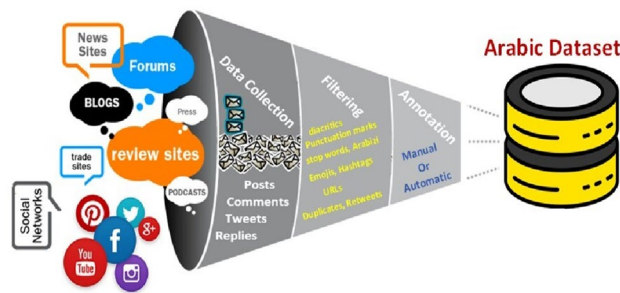 News
Sites
Forums
BLOGS
Press
review sites
trade
sites
PODCASTS
Social
Networks
You
Tube
g+
Data Collection
Posts
Comments
Tweets
Replies
Filtering
diacritics
Punctuation marks
stop words, Arabizi
Emojis, Hashtags
URLs
Duplicates, Retweets
Annotation
Manual
Or
Automatic
Arabic Dataset